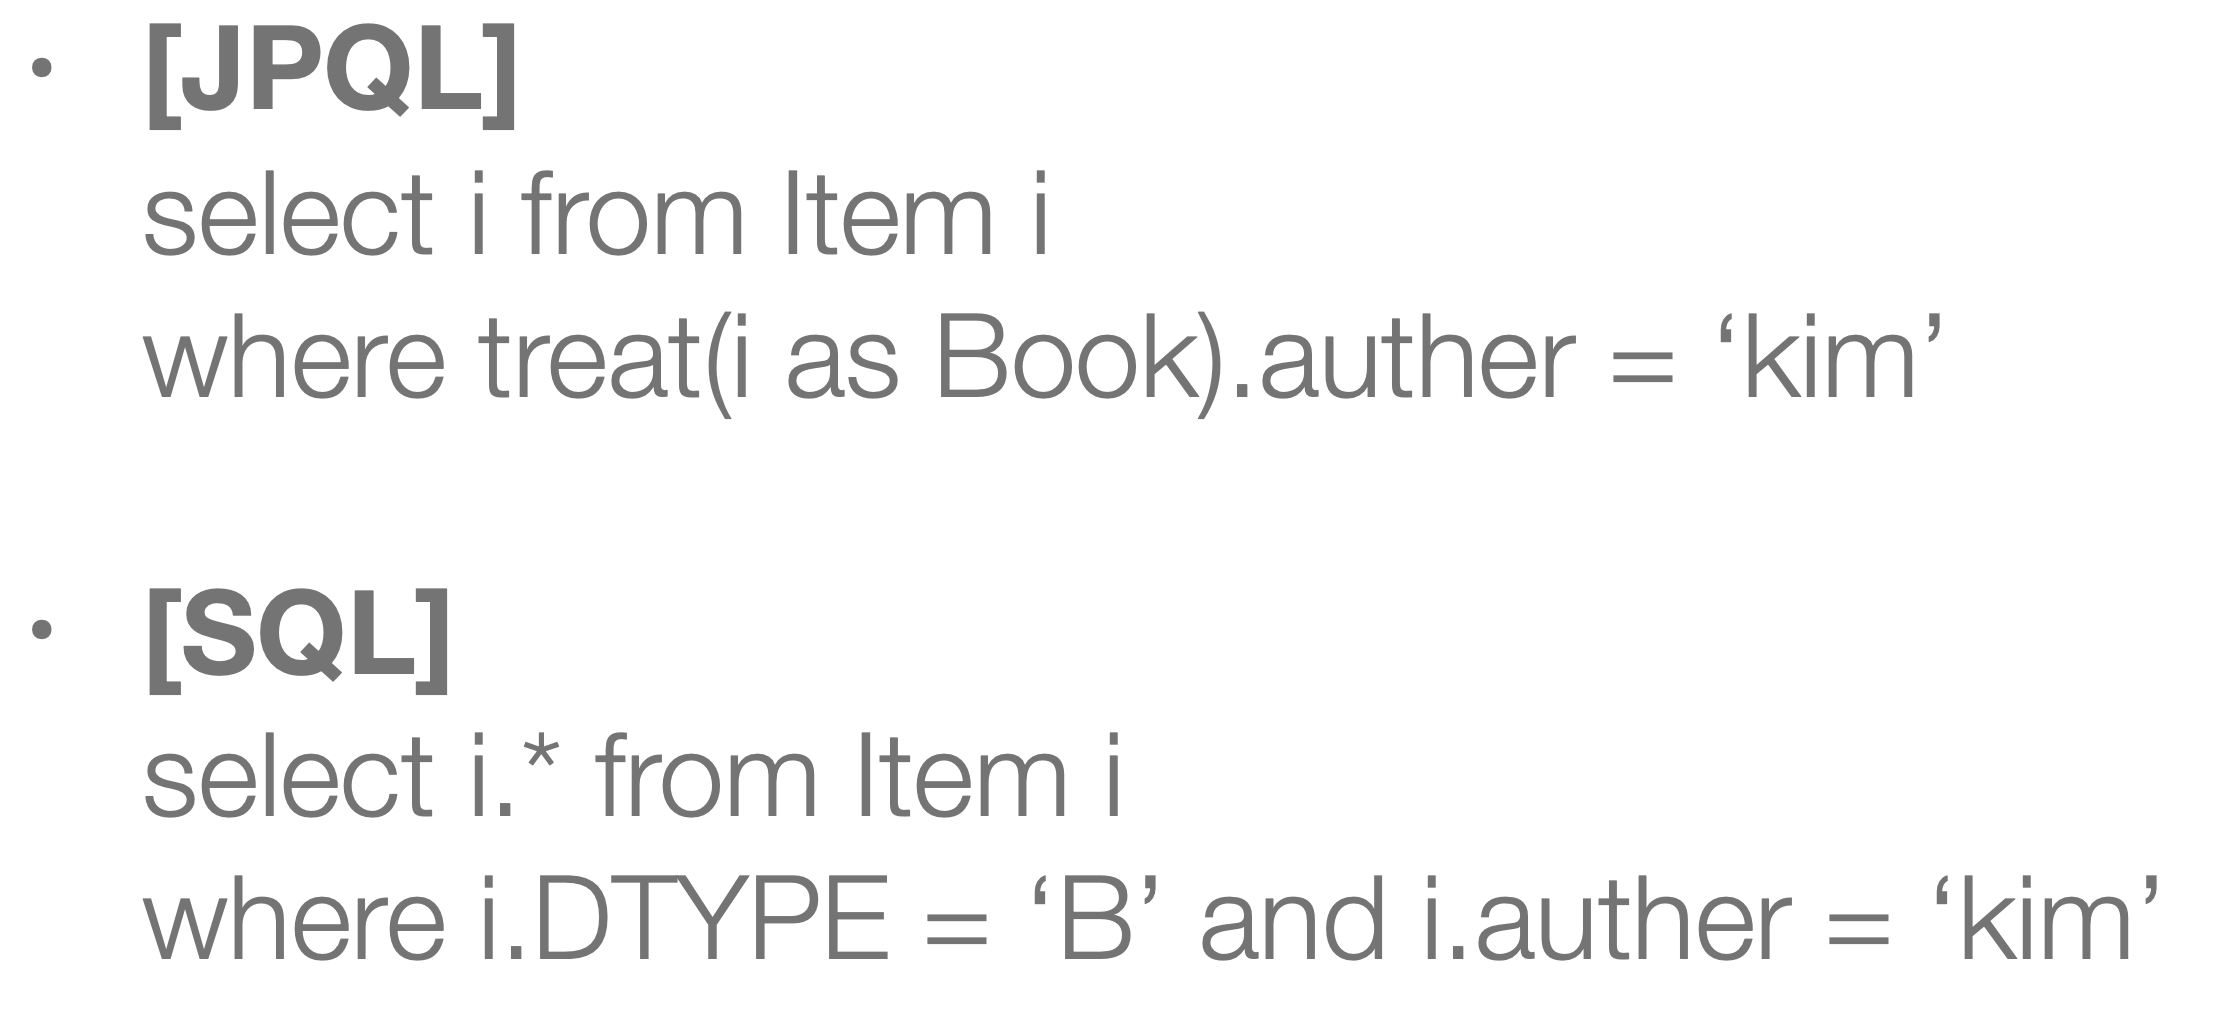 • [JPQL]
select i from Item i
where treat(i as Book).auther = ‘kim’
• [SQL]
select i.* from Item i
where i.DTYPE = ‘B’ and i.auther = ‘kim’